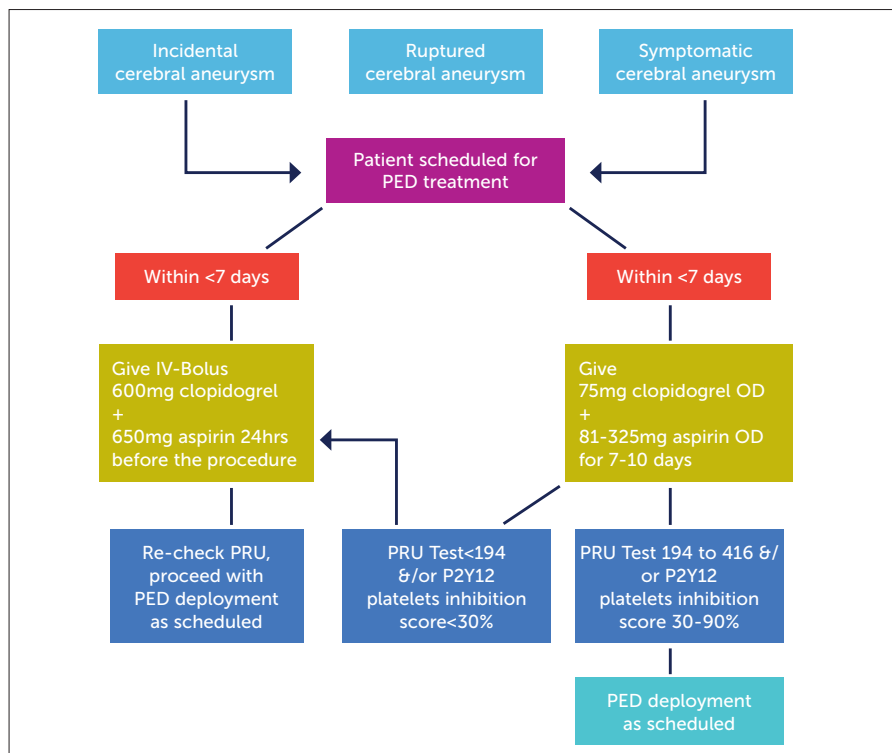 Incidental
cerebral aneurysm
Ruptured
cerebral aneurysm
Symptomatic
cerebral aneurysm
Patient scheduled for
PED treatment
Within <7 days
Within <7 days
Give IV-Bolus
600mg clopidogrel
+
650mg aspirin 24hrs
before the procedure
Give
75mg clopidogrel OD
+
81-325mg aspirin OD
for 7-10 days
Re-check PRU,
proceed with
PED deployment
as scheduled
PRU Test<194
&/or P2Y12
platelets inhibition
score<30%
PRU Test 194 to 416 &/
or P2Y12
platelets inhibition
score 30-90%
PED deployment
as scheduled